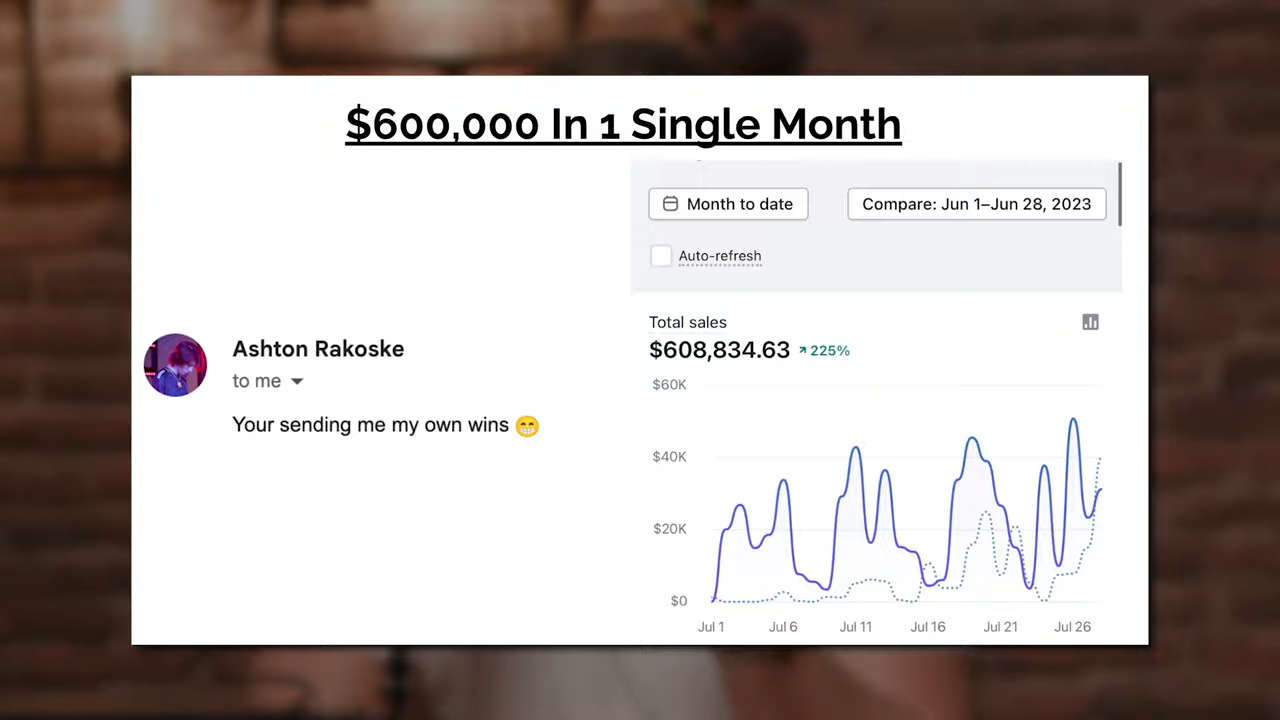 $600,000 In 1 Single Month
Month to date
Compare: Jun 1–Jun 28, 2023
Auto-refresh
Total sales
$608,834.63 225%
$60K
$40K
$20K
$0
Jul 1 Jul 6 Jul 11 Jul 16 Jul 21 Jul 26
Ashton Rakoske
to me
Your sending me my own wins 😁